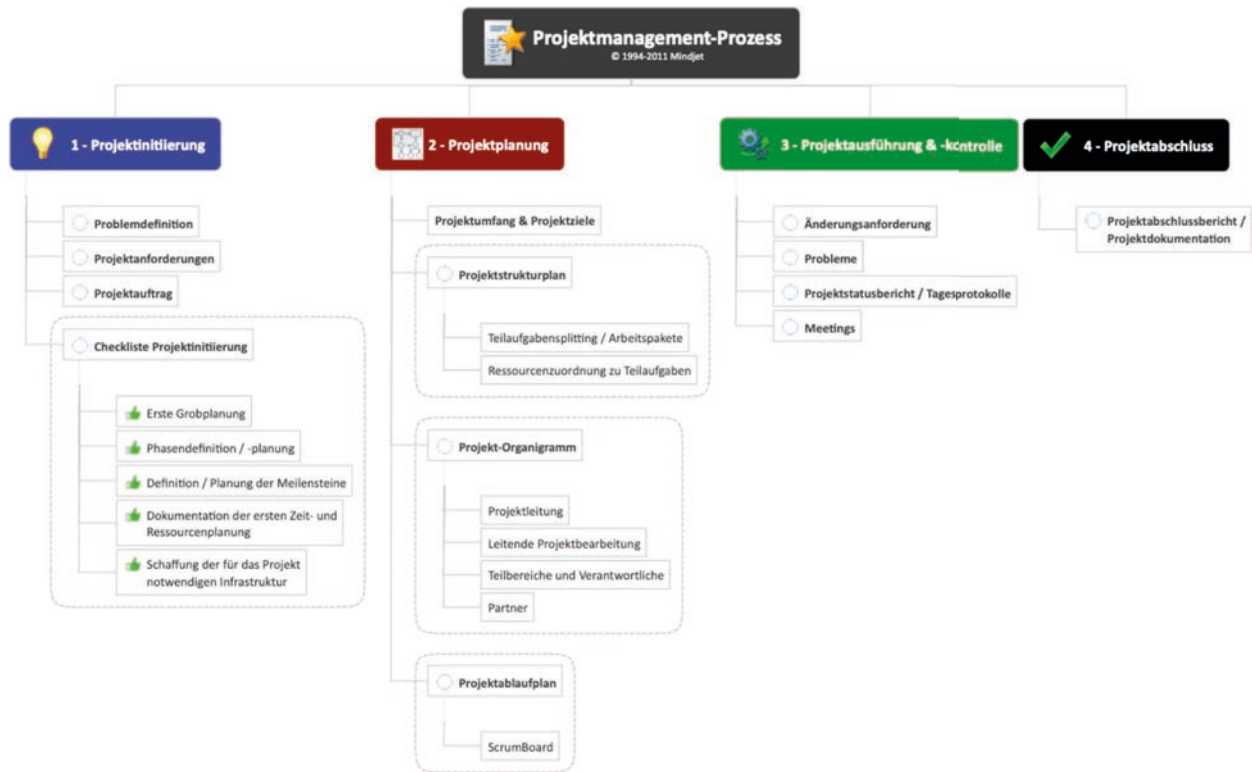 Projektmanagement-Prozess
© 1994-2011 Mindjet
1 - Projektinitiierung
Problemdefinition
Projektanforderungen
Projektauftrag
Checkliste Projektinitiierung
Erste Grobplanung
Phasendefinition / -planung
Definition / Planung der Meilensteine
Dokumentation der ersten Zeit- und
Ressourcenplanung
Schaffung der für das Projekt
notwendigen Infrastruktur
2 - Projektplanung
Projektumfang & Projektziele
Projektstrukturplan
Teilaufgabensplitting / Arbeitspakete
Ressourcenzuordnung zu Teilaufgaben
Projekt-Organigramm
Projektleitung
Leitende Projektbearbeitung
Teilbereiche und Verantwortliche
Partner
Projektablaufplan
ScrumBoard
3 - Projektausführung & -kontrolle
Änderungsanforderung
Probleme
Projektstatusbericht / Tagesprotokolle
Meetings
4 - Projektabschluss
Projektabschlussbericht /
Projektdokumentation